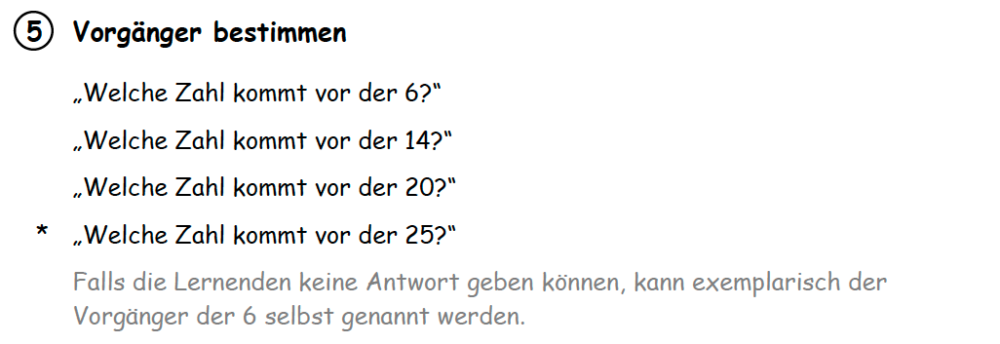 5 Vorgänger bestimmen
„Welche Zahl kommt vor der 6?“
„Welche Zahl kommt vor der 14?“
„Welche Zahl kommt vor der 20?“
* „Welche Zahl kommt vor der 25?“
Falls die Lernenden keine Antwort geben können, kann exemplarisch der
Vorgänger der 6 selbst genannt werden.